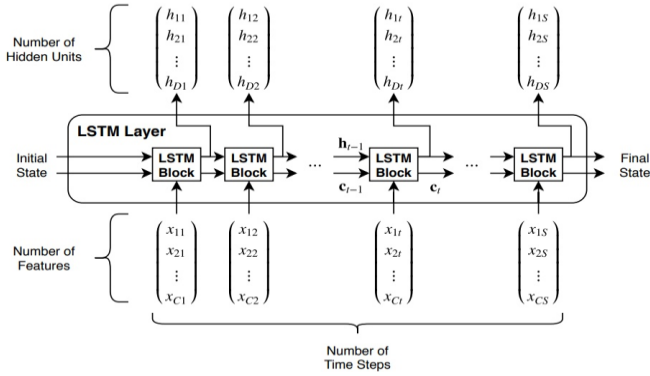 Number of
Hidden Units
h11 h12 h1t h1S
h21 h22 h2t h2S
⋮ ⋮ ⋮ ⋮
hD1 hD2 hDt hDS
LSTM Layer
Initial
State
LSTM
Block
LSTM
Block
...
ht−1
ct−1
LSTM
Block
ct
...
LSTM
Block
Final
State
Number of
Features
x11 x12 x1t x1S
x21 x22 x2t x2S
⋮ ⋮ ⋮ ⋮
xC1 xC2 xCt xCS
Number of
Time Steps